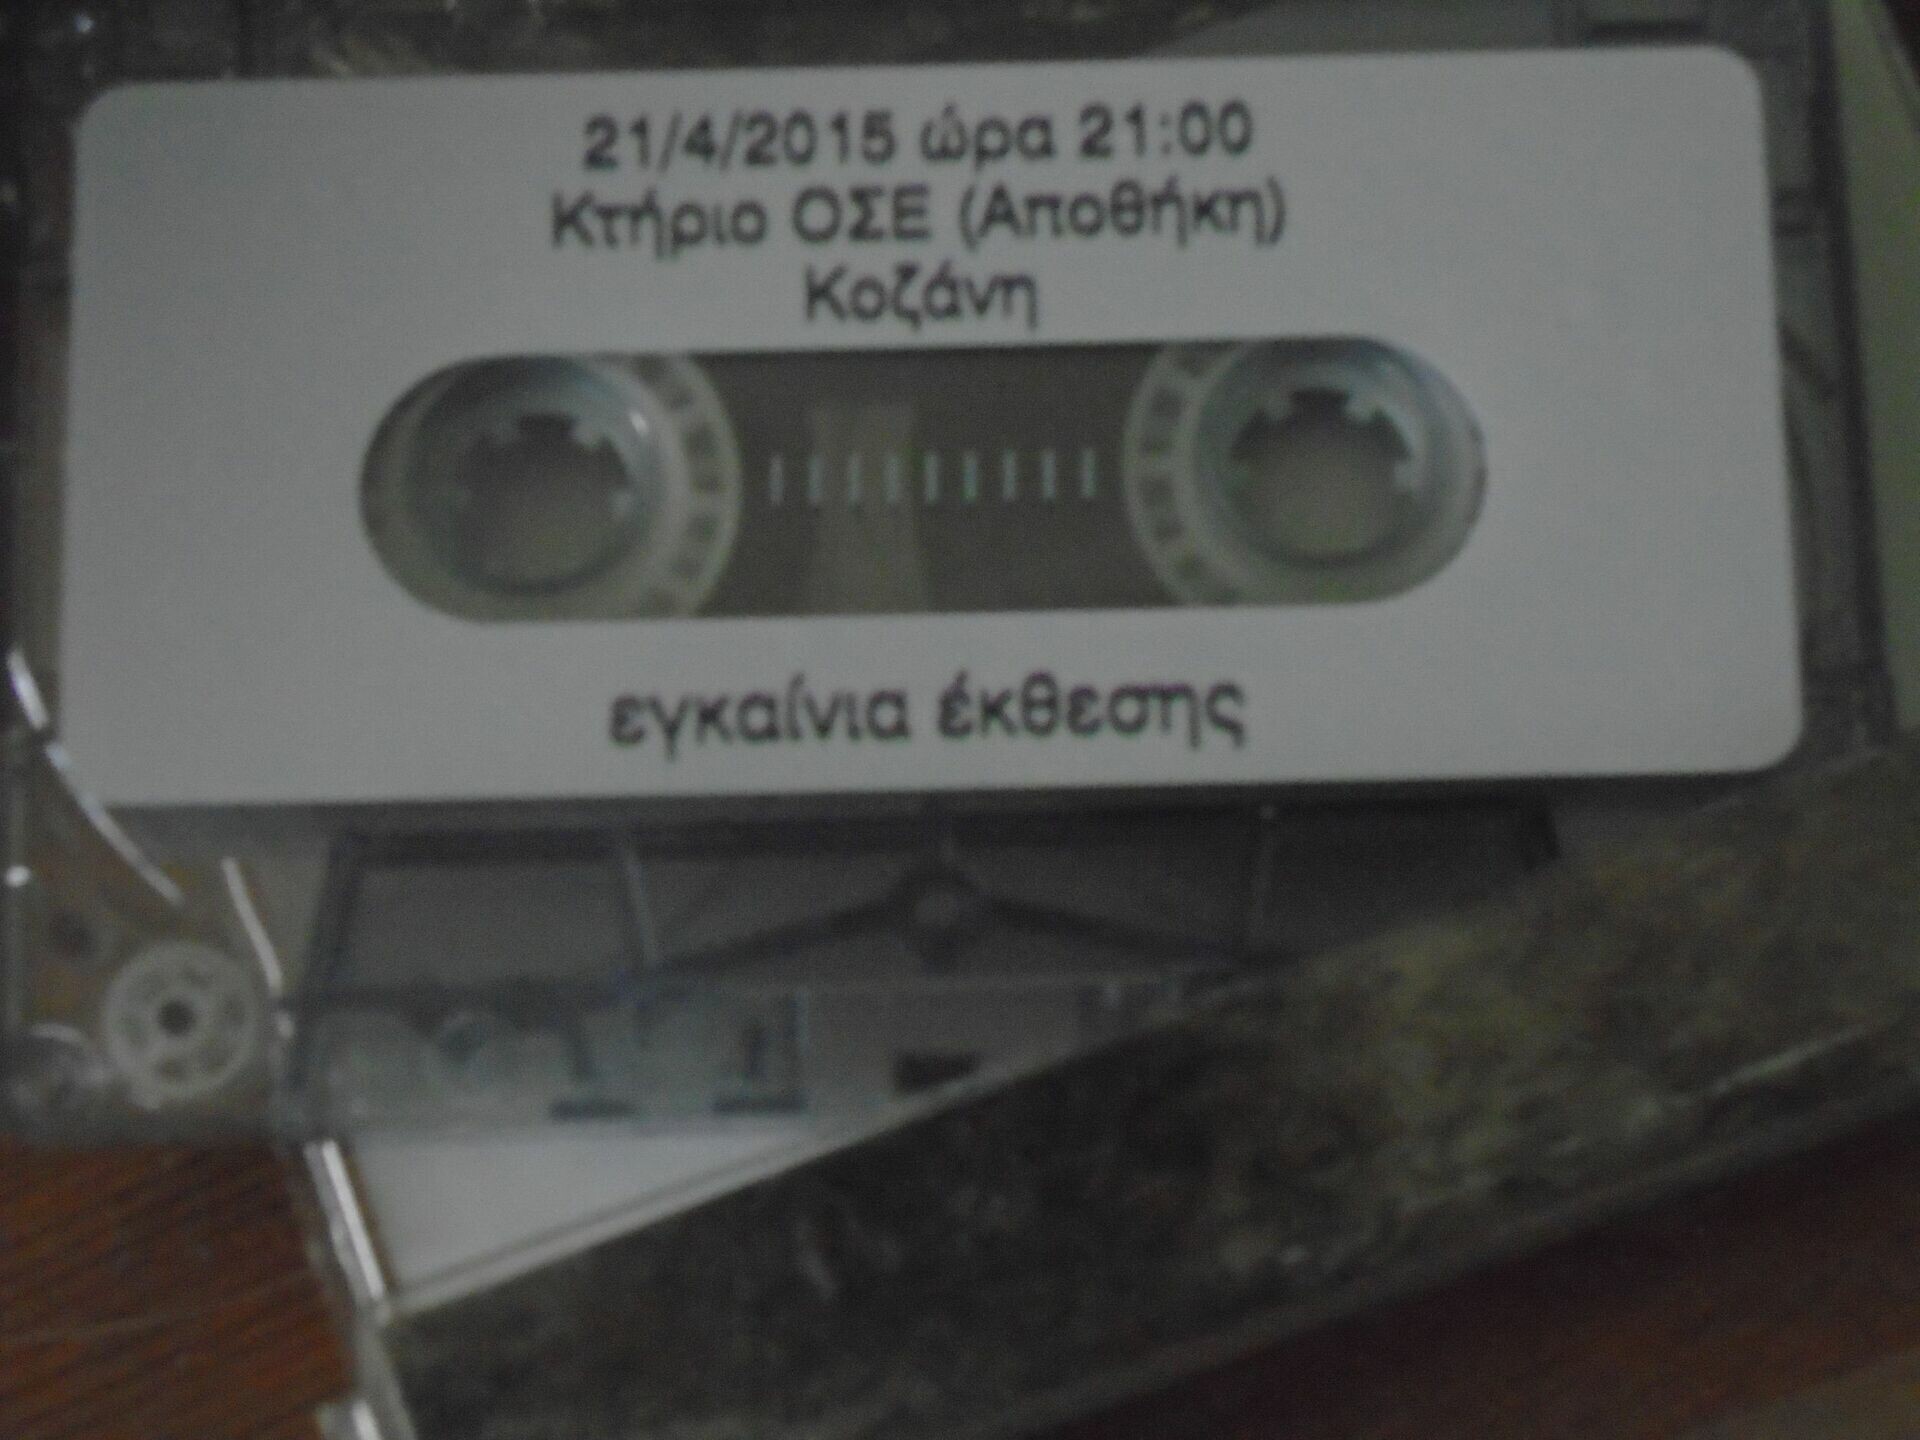 21/4/2015 ώρα 21:00
Κτήριο ΟΣΕ (Αποθήκη)
Κοζάνη
εγκαίνια έκθεσης